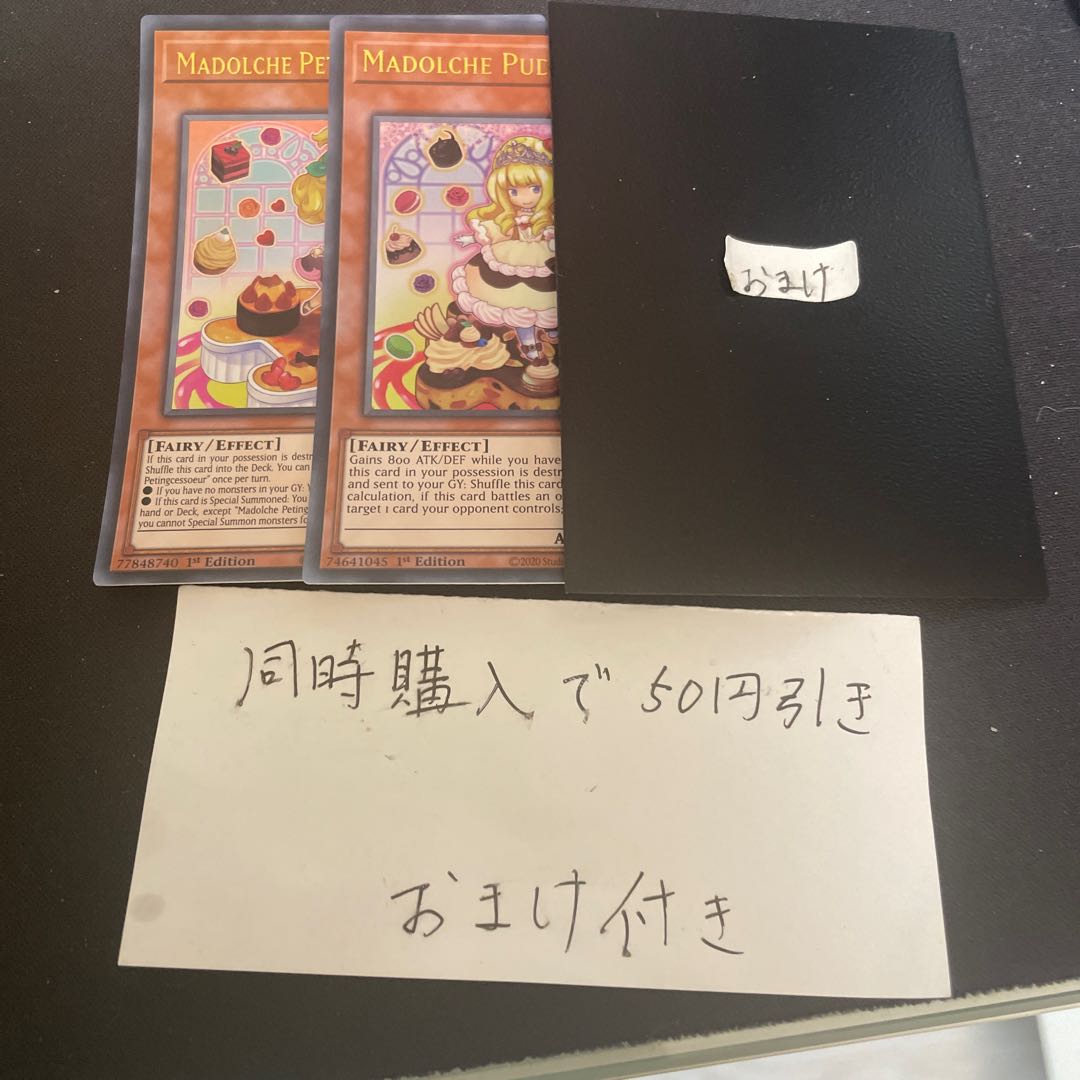 MADOLCHE PE
[FAIRY/EFFECT]
If this card in your possession is destr
Shuffle this card into the Deck. You can
Petingcessoeur" once per turn.
● If you have no monsters in your GY:
● If this card is Special Summoned: You
hand or Deck, except "Madolche Peting
you cannot Special Summon monsters
77848740 1st Edition
MADOLCHE PUD
[FAIRY/EFFECT]
Gains 800 ATK/DEF while you have
this card in your possession is destr
and sent to your GY: Shuffle this card
calculation, if this card battles an o
target 1 card your opponent controls;
A
74641045 1st Edition
©2020 Stud
おまけ
同時購入で50円引き
おまけ付き